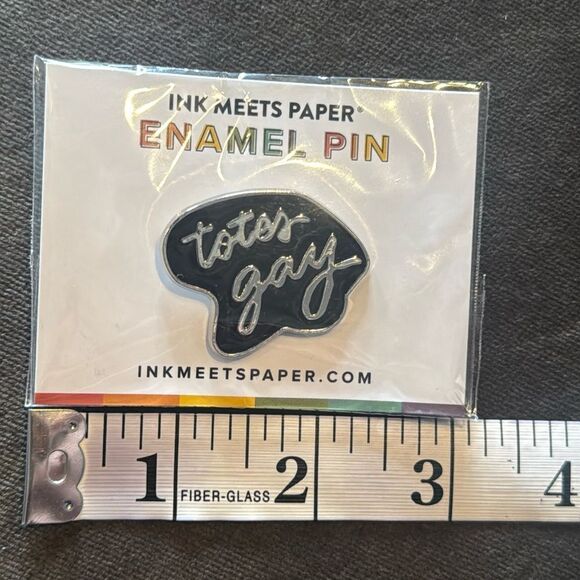 INK MEETS PAPER®
ENAMEL PIN
totes
gay
INKMEETSPAPER.COM
1 FIBER-GLASS 2 3 4